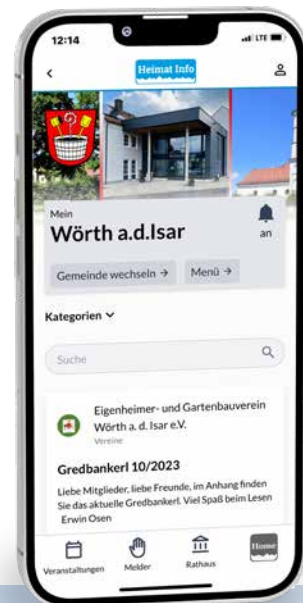 12:14
LTE
Heimat Info
Mein
Wörth a.d.Isar
an
Gemeinde wechseln →
Menü →
Kategorien
Suche
Eigenheimer- und Gartenbauverein
Wörth a. d. Isar e.V.
Vereine
Gredbankerl 10/2023
Liebe Mitglieder, liebe Freunde, im Anhang finden
Sie das aktuelle Gredbankerl. Viel Spaß beim Lesen
Erwin Osen
Veranstaltungen
Melder
Rathaus
Home